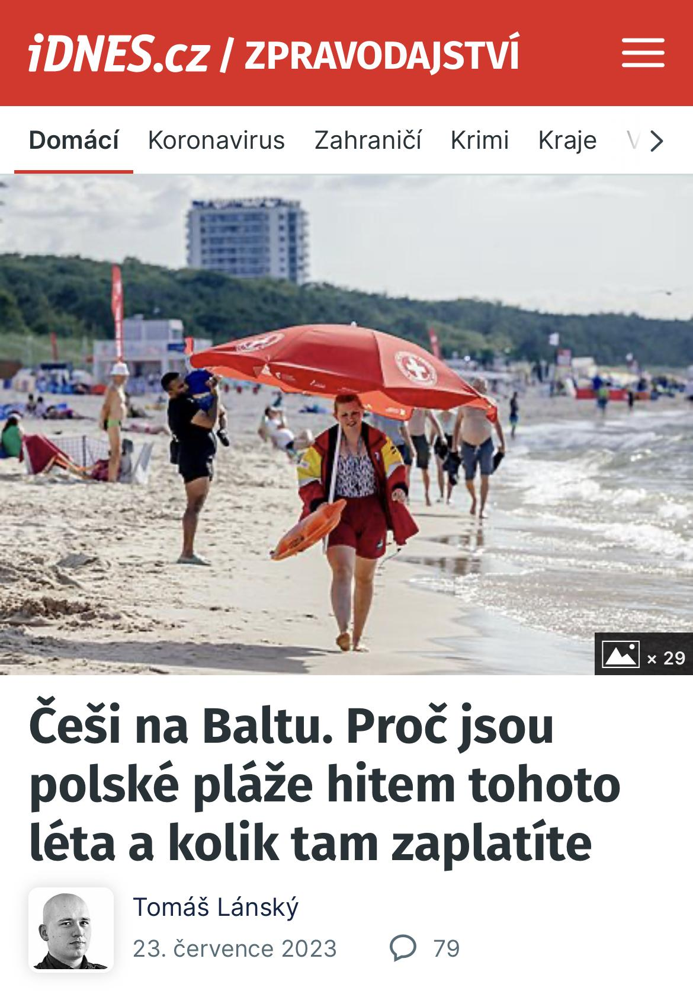 iDNES.cz / ZPRAVODAJSTVÍ
Domácí Koronavirus Zahraničí Krimi Kraje
× 29
Češi na Baltu. Proč jsou
polské pláže hitem tohoto
léta a kolik tam zaplatíte
Tomáš Lánský
23. července 2023 79